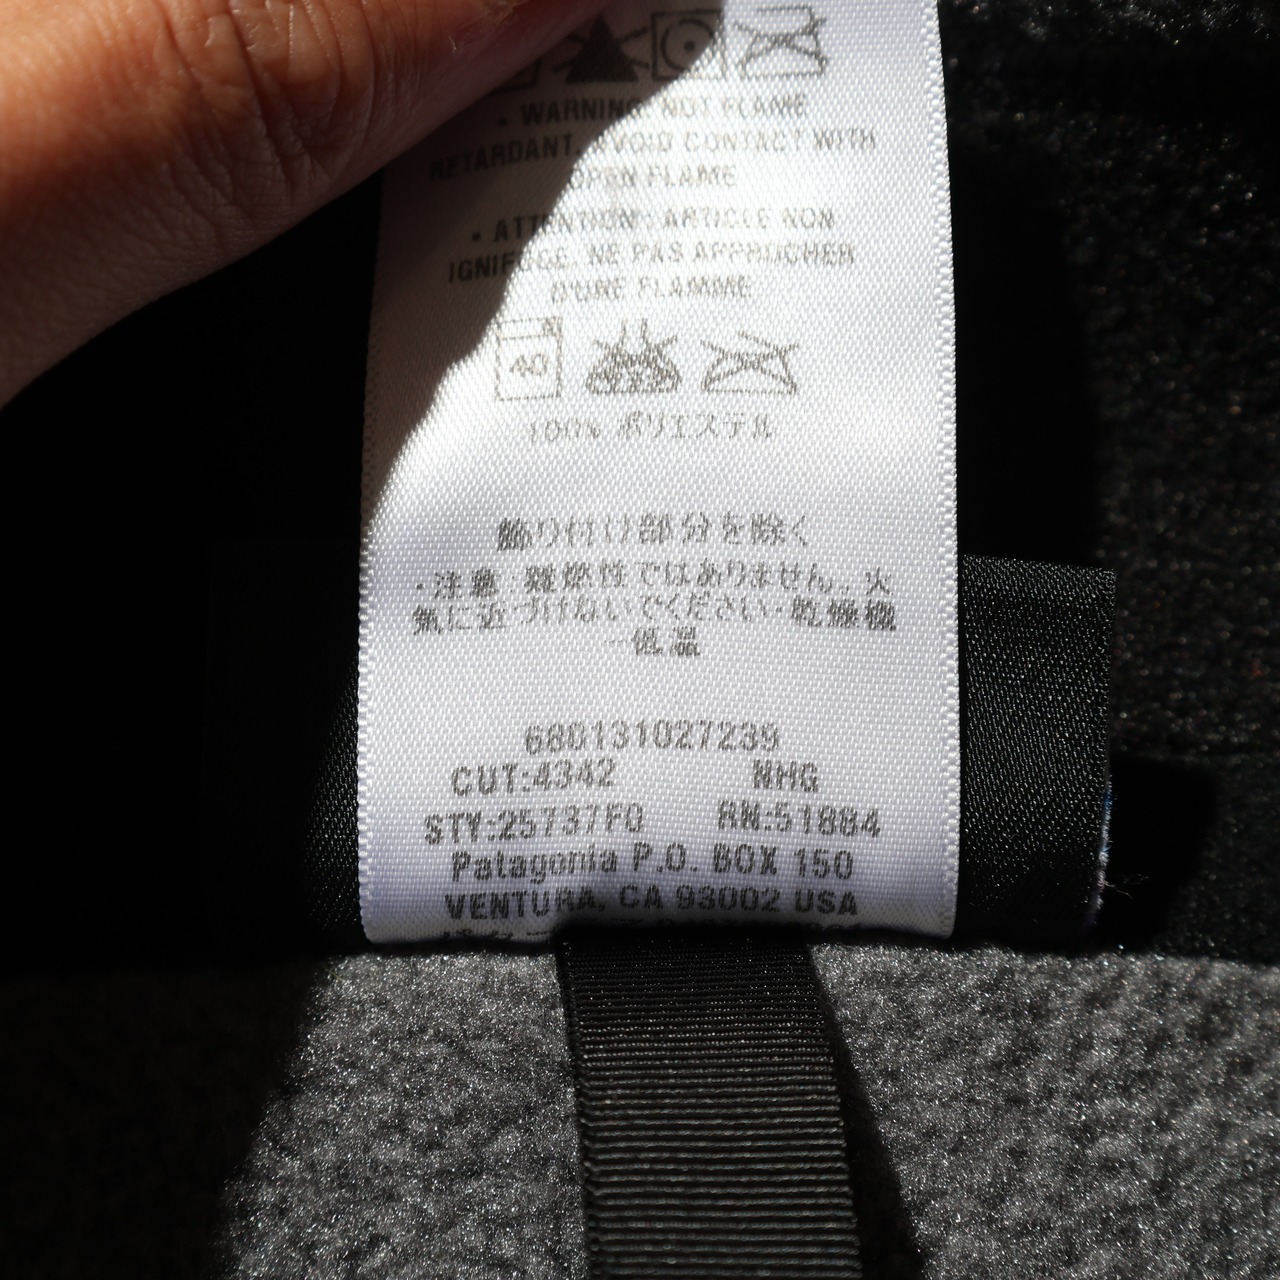 • WARNING: NOT FLAME
RETARDANT, AVOID CONTACT WITH
OPEN FLAME
• ATTENTION: ARTICLE NON
IGNIFUGE. NE PAS APPROCHER
D'UNE FLAMME
40
100% ポリエステル
飾り付け部分を除く
・注意:難燃性ではありません。火
気に近づけないでください・乾燥機
-低温
680131027239
CUT:4342 NHG
STY:25737F0 RN:51884
Patagonia P.O. BOX 150
VENTURA, CA 93002 USA